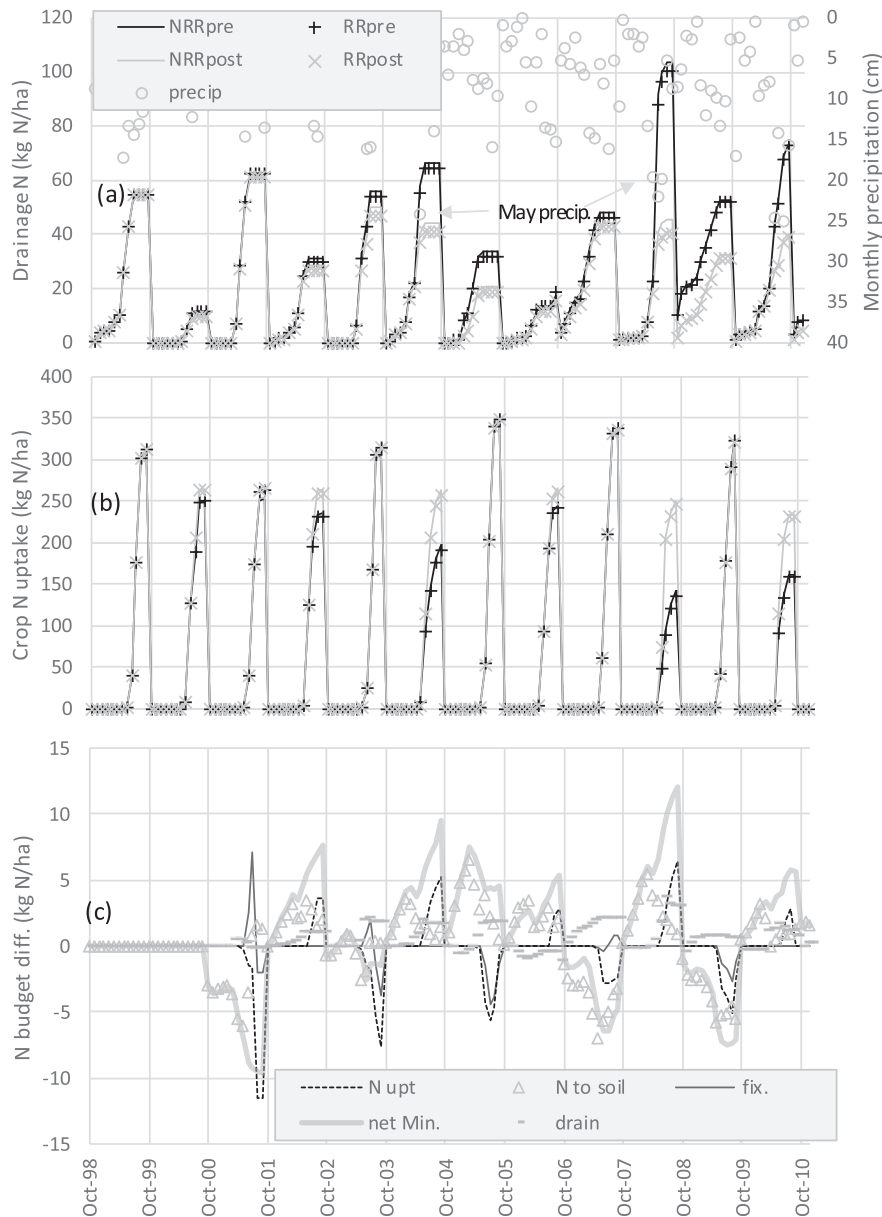 120
100
80
60
40
20
0
Drainage N (kg N/ha)
NRRpre
RRpre
NRRpost
RRpost
precip
(a)
May precip.
0
5
10
15
20
25
30
35
40
Monthly precipitation (cm)
400
350
300
250
200
150
100
50
0
Crop N uptake (kg N/ha)
(b)
15
10
5
0
-5
-10
-15
N budget diff. (kg N/ha)
(c)
N upt
N to soil
fix.
net Min.
drain
Oct-98
Oct-99
Oct-00
Oct-01
Oct-02
Oct-03
Oct-04
Oct-05
Oct-06
Oct-07
Oct-08
Oct-09
Oct-10